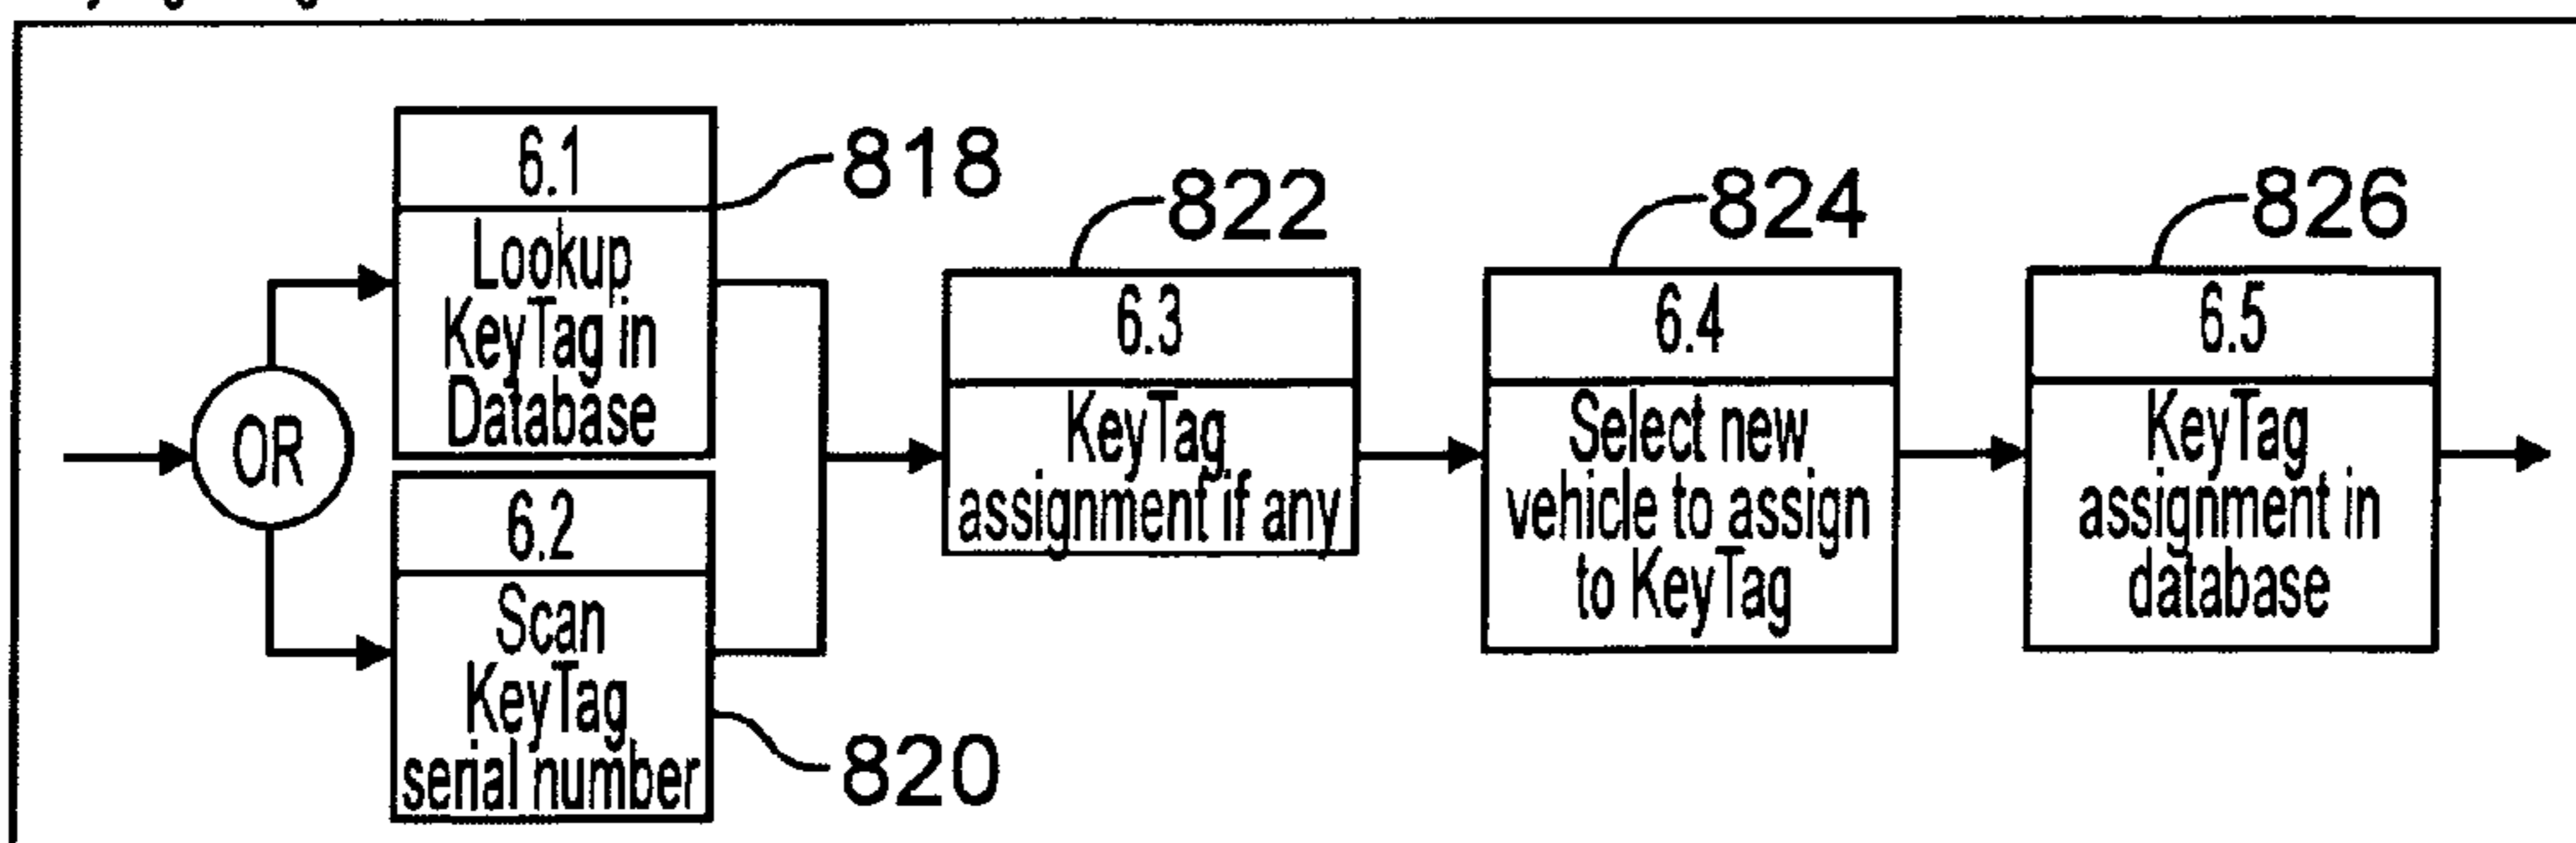 6.1
818
Lookup
KeyTag in
Database
OR
6.2
Scan
KeyTag
serial number
820
822
6.3
KeyTag
assignment if any
824
6.4
Select new
vehicle to assign
to KeyTag
826
6.5
KeyTag
assignment in
database